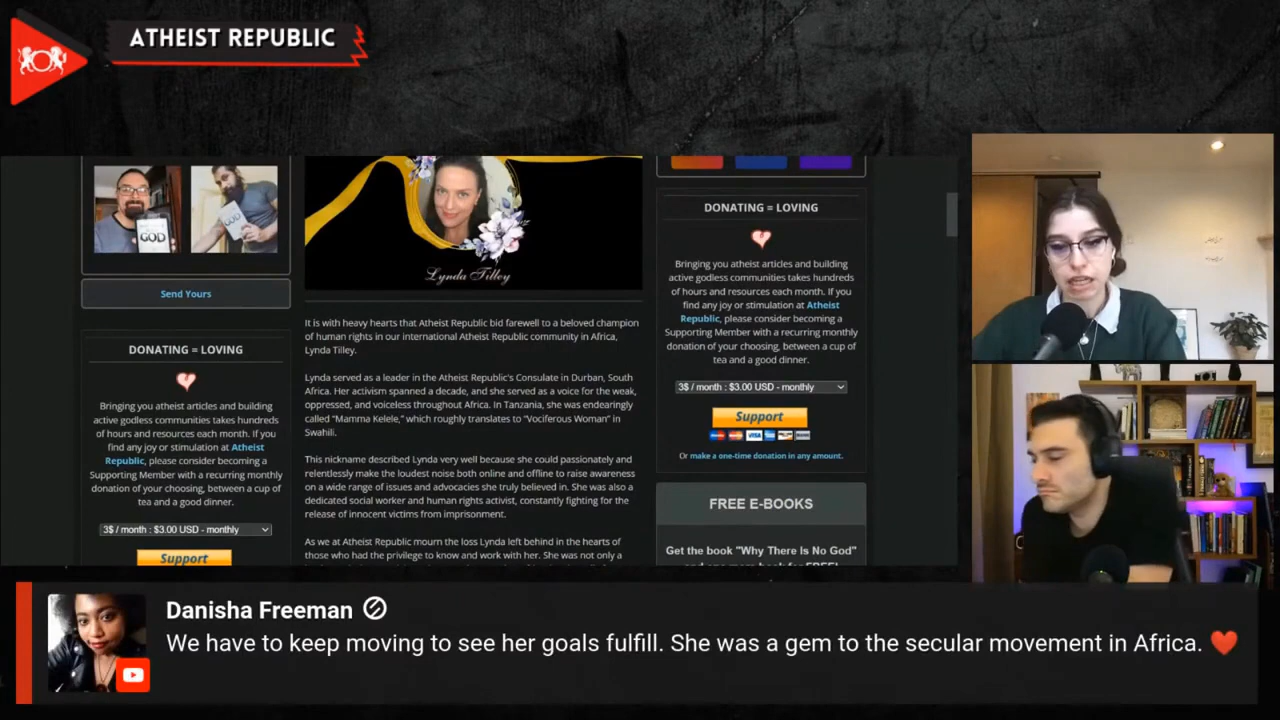 ATHEIST REPUBLIC
GOD
GOD
Send Yours
DONATING = LOVING
Bringing you atheist articles and building
active godless communities takes hundreds
of hours and resources each month. If you
find any joy or stimulation at Atheist
Republic, please consider becoming a
Supporting Member with a recurring monthly
donation of your choosing, between a cup of
tea and a good dinner.
3$ / month : $3.00 USD - monthly
Support
Lynda Tilley
It is with heavy hearts that Atheist Republic bid farewell to a beloved champion
of human rights in our international Atheist Republic community in Africa,
Lynda Tilley.
Lynda served as a leader in the Atheist Republic's Consulate in Durban, South
Africa. Her activism spanned a decade, and she served as a voice for the weak,
oppressed, and voiceless throughout Africa. In Tanzania, she was endearingly
called "Mamma Kelele," which roughly translates to "Vociferous Woman" in
Swahili.
This nickname described Lynda very well because she could passionately and
relentlessly make the loudest noise both online and offline to raise awareness
on a wide range of issues and advocacies she truly believed in. She was also a
dedicated social worker and human rights activist, constantly fighting for the
release of innocent victims from imprisonment.
As we at Atheist Republic mourn the loss Lynda left behind in the hearts of
those who had the privilege to know and work with her. She was not only a
DONATING = LOVING
Bringing you atheist articles and building
active godless communities takes hundreds
of hours and resources each month. If you
find any joy or stimulation at Atheist
Republic, please consider becoming a
Supporting Member with a recurring monthly
donation of your choosing, between a cup of
tea and a good dinner.
3$ / month : $3.00 USD - monthly
Support
VISA
Or make a one-time donation in any amount.
FREE E-BOOKS
Get the book "Why There Is No God"
Danisha Freeman
We have to keep moving to see her goals fulfill. She was a gem to the secular movement in Africa.